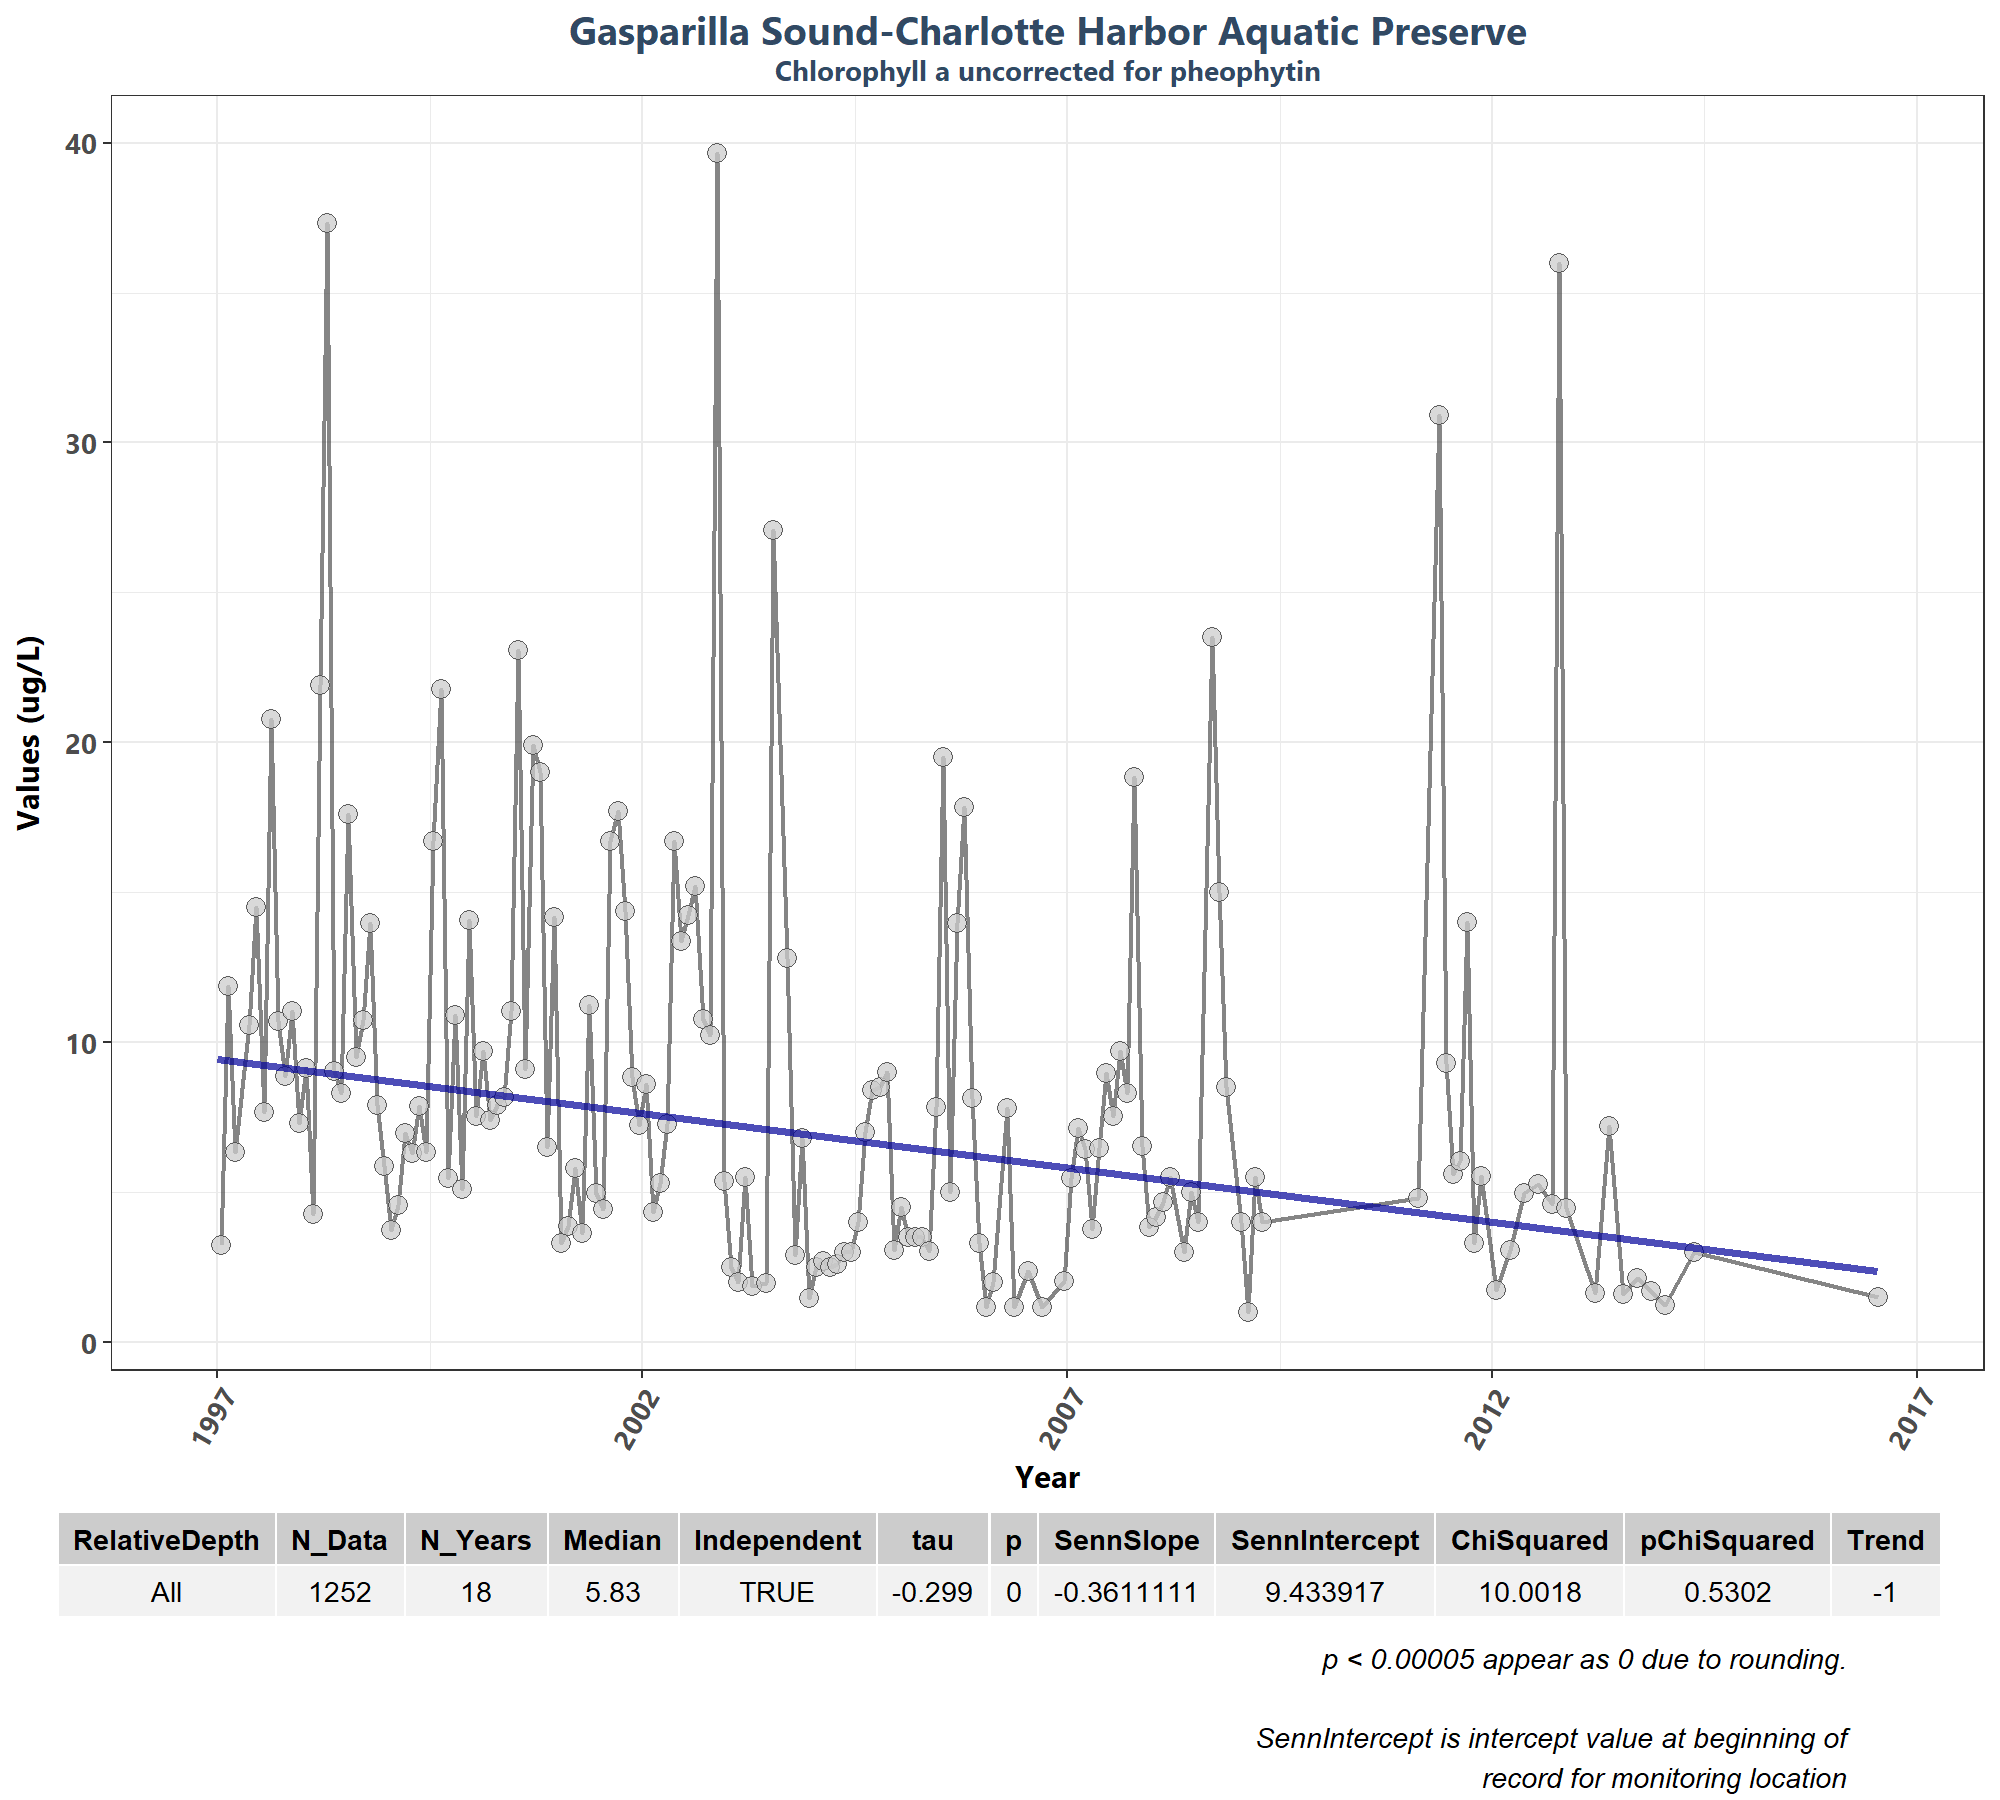 Gasparilla Sound-Charlotte Harbor Aquatic Preserve
Chlorophyll a uncorrected for pheophytin
Values (ug/L)
40
30
20
10
0
1997 2002 2007 2012 2017
Year
RelativeDepth N_Data N_Years Median Independent tau p SennSlope SennIntercept ChiSquared pChiSquared Trend
All 1252 18 5.83 TRUE -0.299 0 -0.3611111 9.433917 10.0018 0.5302 -1
p < 0.00005 appear as 0 due to rounding.
SennIntercept is intercept value at beginning of
record for monitoring location